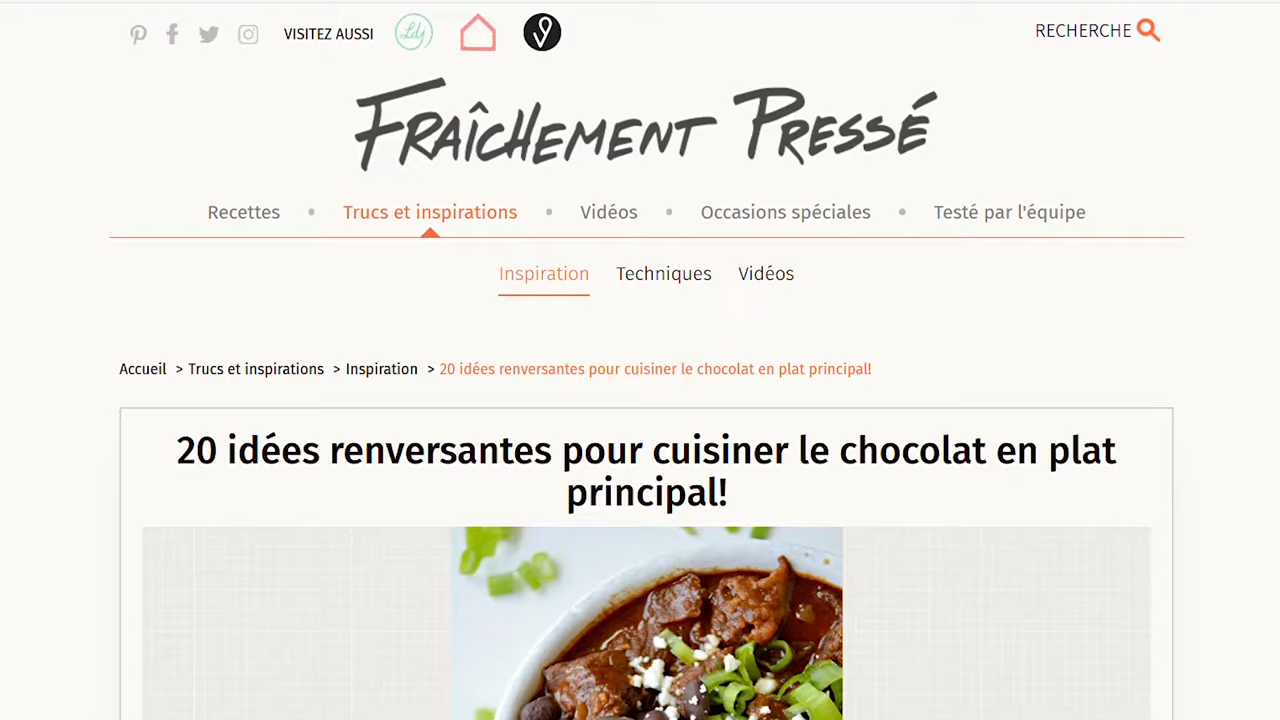 VISITEZ AUSSI
Ldj
RECHERCHE
FRAÎCHEMENT PRESSÉ
Recettes • Trucs et inspirations • Vidéos • Occasions spéciales • Testé par l'équipe
Inspiration Techniques Vidéos
Accueil > Trucs et inspirations > Inspiration > 20 idées renversantes pour cuisiner le chocolat en plat principal!
20 idées renversantes pour cuisiner le chocolat en plat
principal!